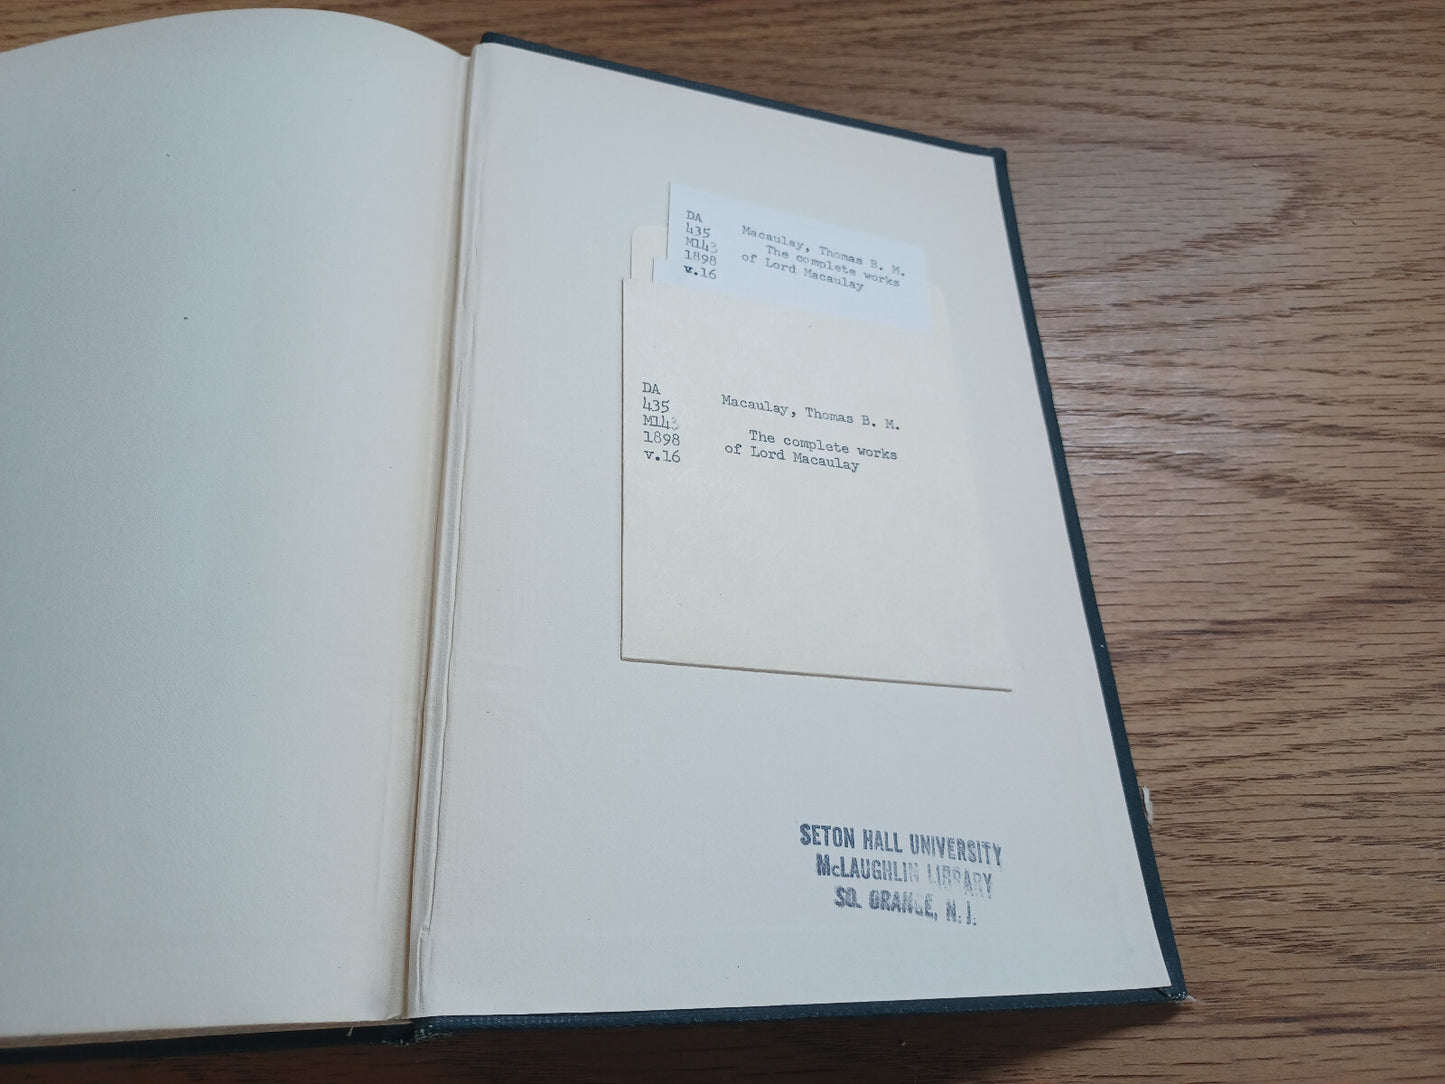 DA
435
M143
1898
v.16
Macaulay, Thomas B. M.
The complete works
of Lord Macaulay
DA
435
M143
1898
v.16
Macaulay, Thomas B. M.
The complete works
of Lord Macaulay
SETON HALL UNIVERSITY
McLAUGHLIN LIBRARY
SO. ORANGE, N. J.